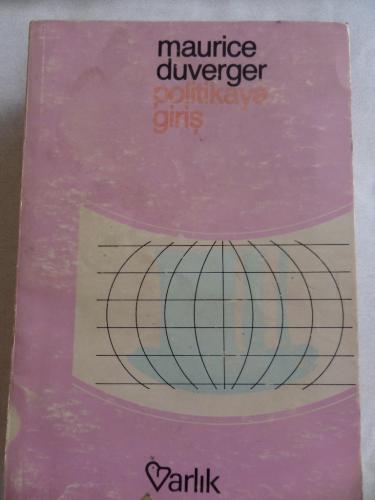 maurice
duverger
politikaya
giriş
Varlık